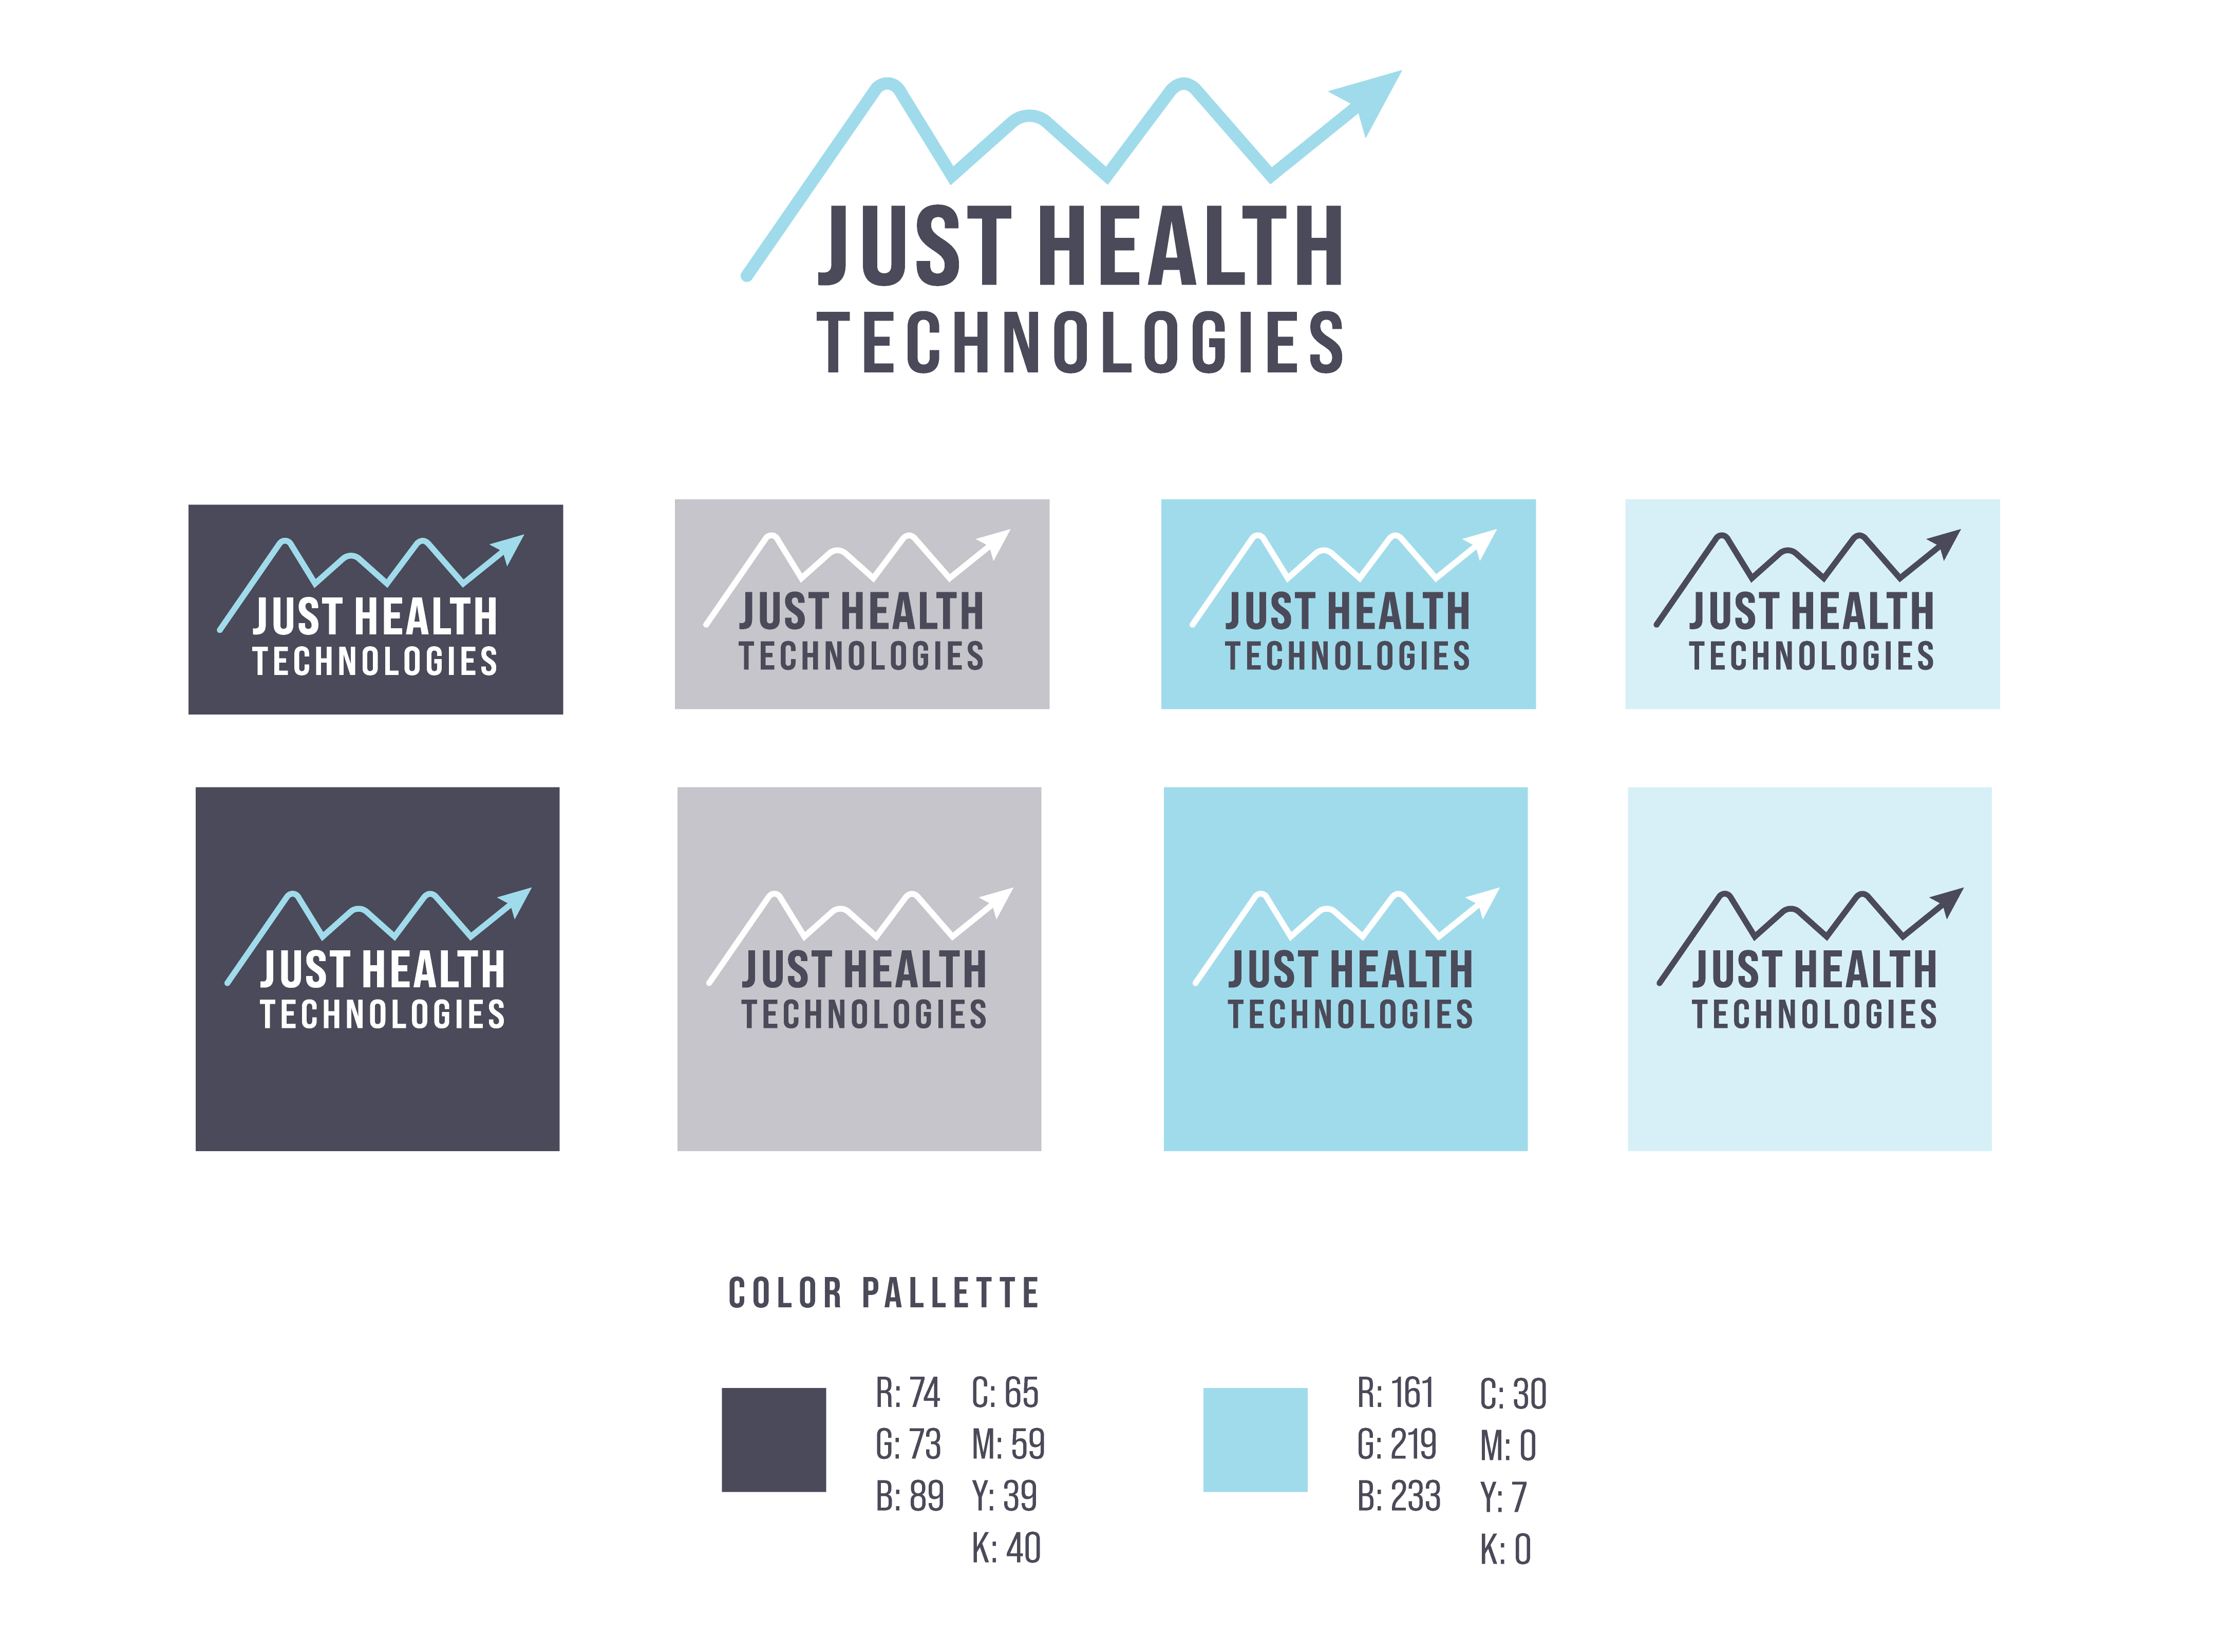 JUST HEALTH
TECHNOLOGIES
JUST HEALTH
TECHNOLOGIES
JUST HEALTH
TECHNOLOGIES
JUST HEALTH
TECHNOLOGIES
JUST HEALTH
TECHNOLOGIES
JUST HEALTH
TECHNOLOGIES
JUST HEALTH
TECHNOLOGIES
JUST HEALTH
TECHNOLOGIES
JUST HEALTH
TECHNOLOGIES
COLOR PALLETTE
R: 74
G: 73
B: 89
C: 65
M: 59
Y: 39
K: 40
R: 161
G: 219
B: 233
C: 30
M: 0
Y: 7
K: 0